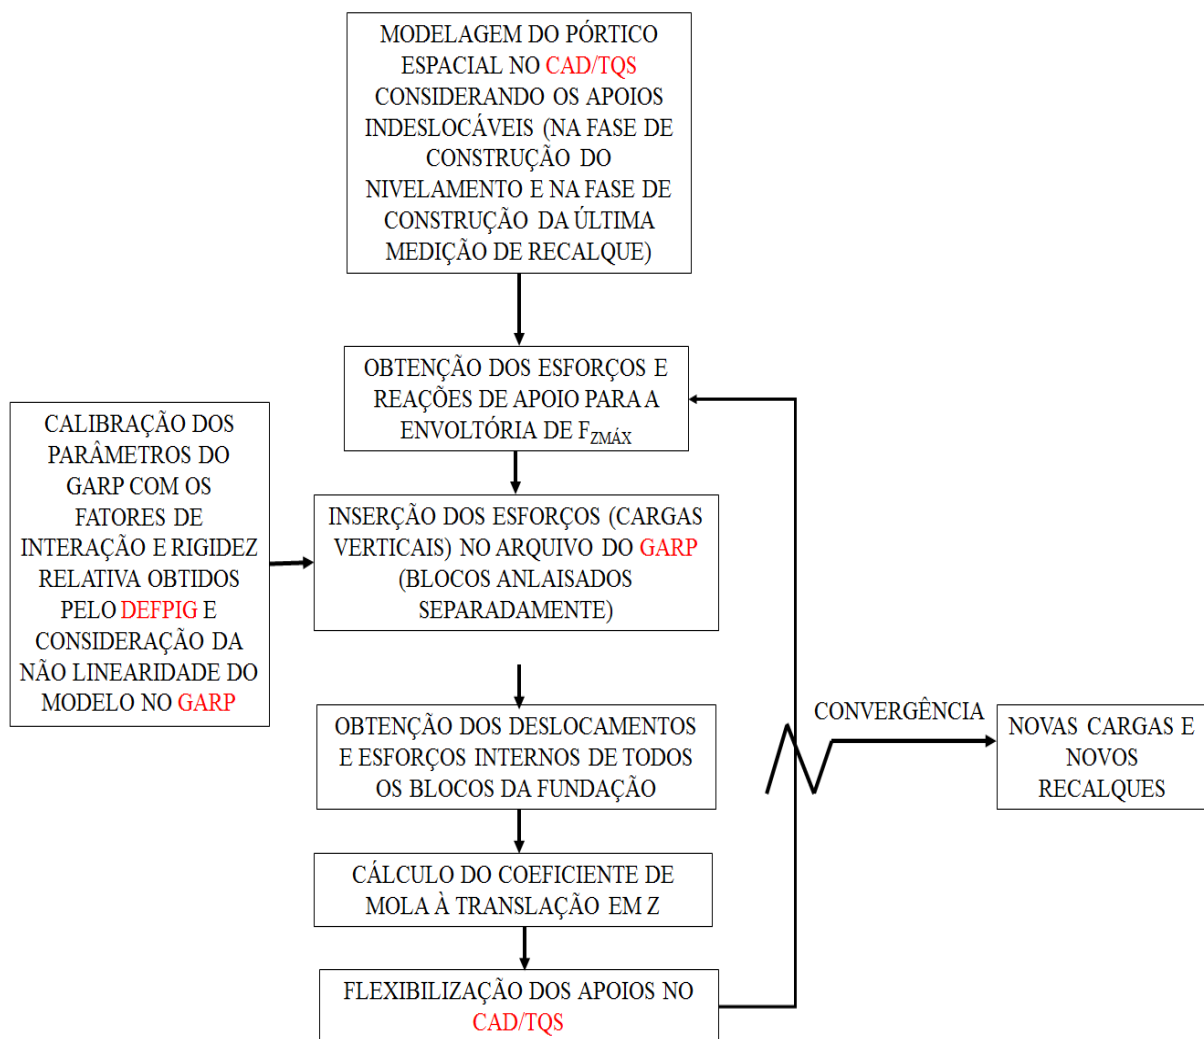 MODELAGEM DO PÓRTICO
ESPACIAL NO CAD/TQS
CONSIDERANDO OS APOIOS
INDESLOCÁVEIS (NA FASE DE
CONSTRUÇÃO DO
NIVELAMENTO E NA FASE DE
CONSTRUÇÃO DA ÚLTIMA
MEDIÇÃO DE RECALQUE)
OBTENÇÃO DOS ESFORÇOS E
REAÇÕES DE APOIO PARA A
ENVOLTÓRIA DE FZMÁX
CALIBRAÇÃO DOS
PARÂMETROS DO
GARP COM OS
FATORES DE
INTERAÇÃO E RIGIDEZ
RELATIVA OBTIDOS
PELO DEFPIG E
CONSIDERAÇÃO DA
NÃO LINEARIDADE DO
MODELO NO GARP
INSERÇÃO DOS ESFORÇOS (CARGAS
VERTICAIS) NO ARQUIVO DO GARP
(BLOCOS ANLAISADOS
SEPARADAMENTE)
OBTENÇÃO DOS DESLOCAMENTOS
E ESFORÇOS INTERNOS DE TODOS
OS BLOCOS DA FUNDAÇÃO
CONVERGÊNCIA
NOVAS CARGAS E
NOVOS
RECALQUES
CÁLCULO DO COEFICIENTE DE
MOLA À TRANSLAÇÃO EM Z
FLEXIBILIZAÇÃO DOS APOIOS NO
CAD/TQS